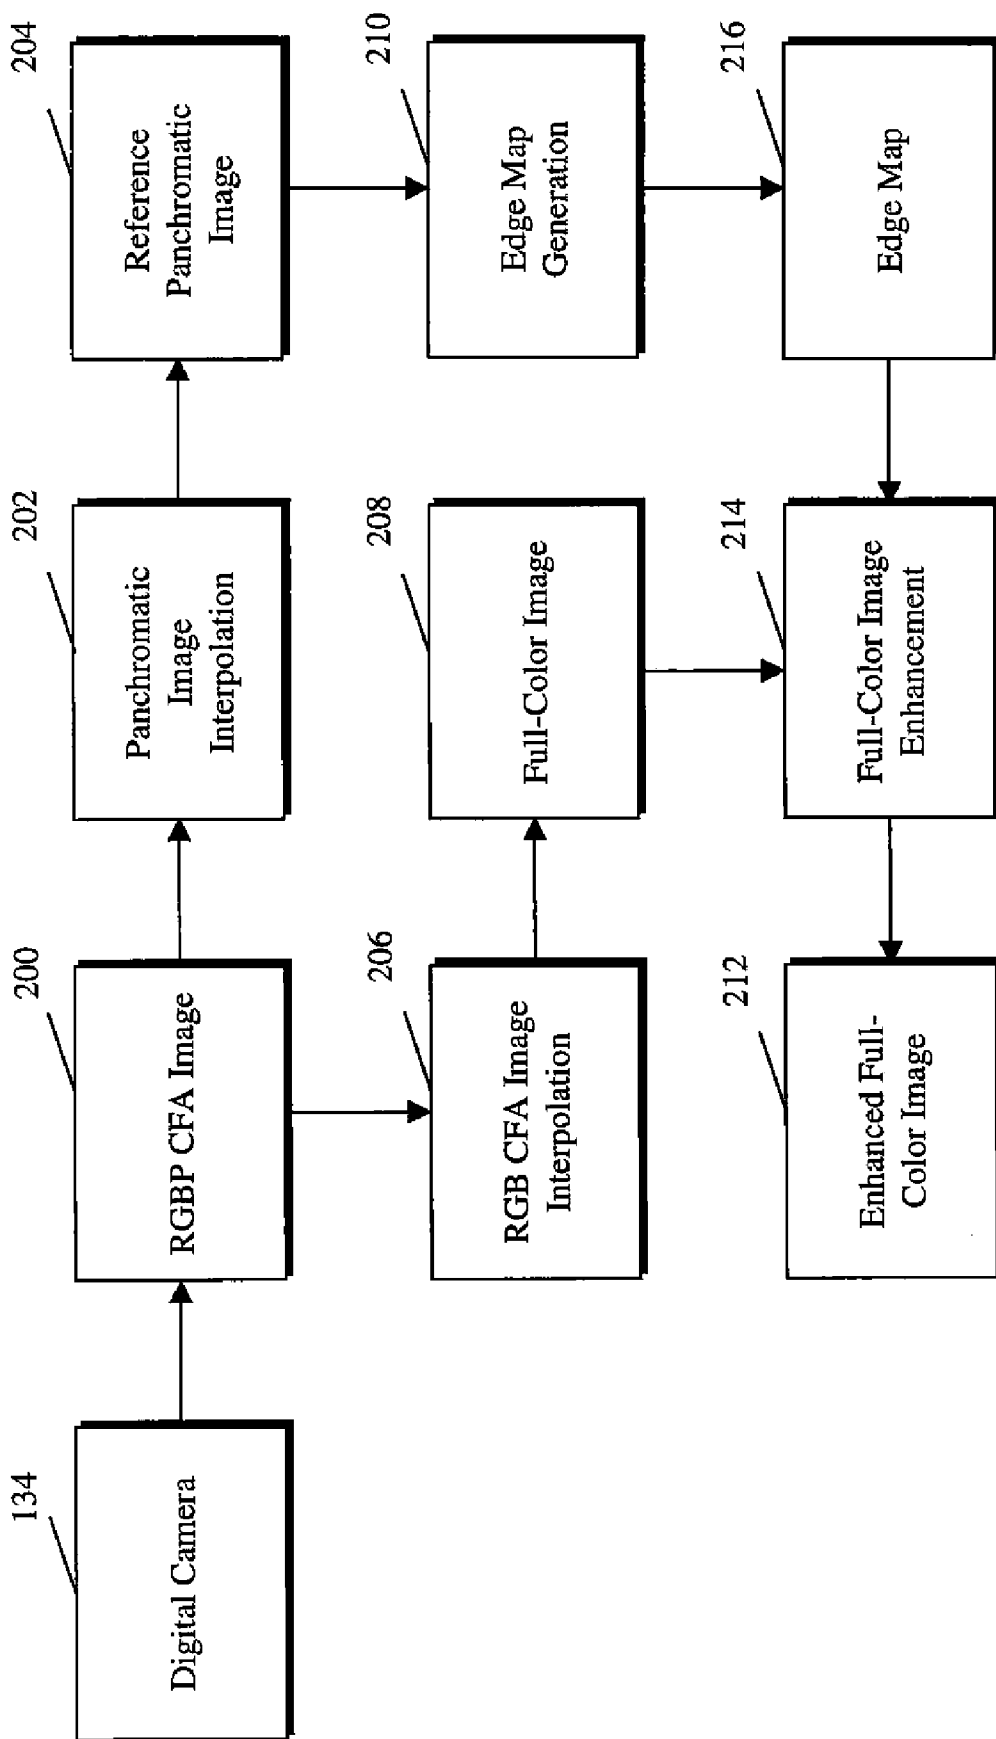 134
Digital Camera
200
RGBP CFA Image
202
Panchromatic
Image
Interpolation
204
Reference
Panchromatic
Image
206
RGB CFA Image
Interpolation
208
Full-Color Image
210
Edge Map
Generation
212
Enhanced Full-
Color Image
214
Full-Color Image
Enhancement
216
Edge Map